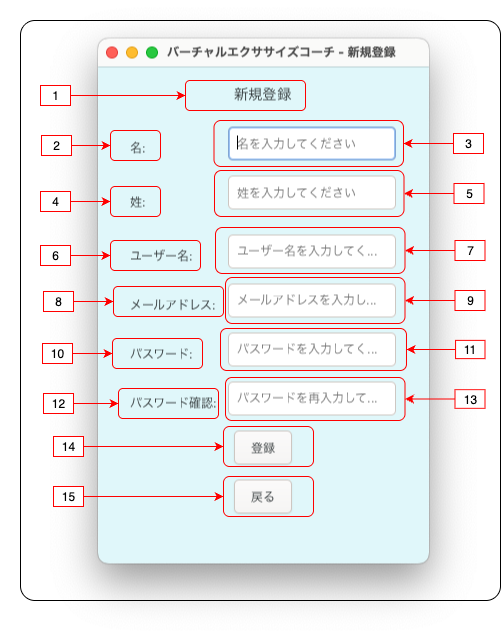 バーチャルエクササイズコーチ - 新規登録
1 新規登録
2 名: 名を入力してください 3
4 姓: 姓を入力してください 5
6 ユーザー名: ユーザー名を入力してく... 7
8 メールアドレス: メールアドレスを入力し... 9
10 パスワード: パスワードを入力してく... 11
12 パスワード確認: パスワードを再入力して... 13
14 登録
15 戻る